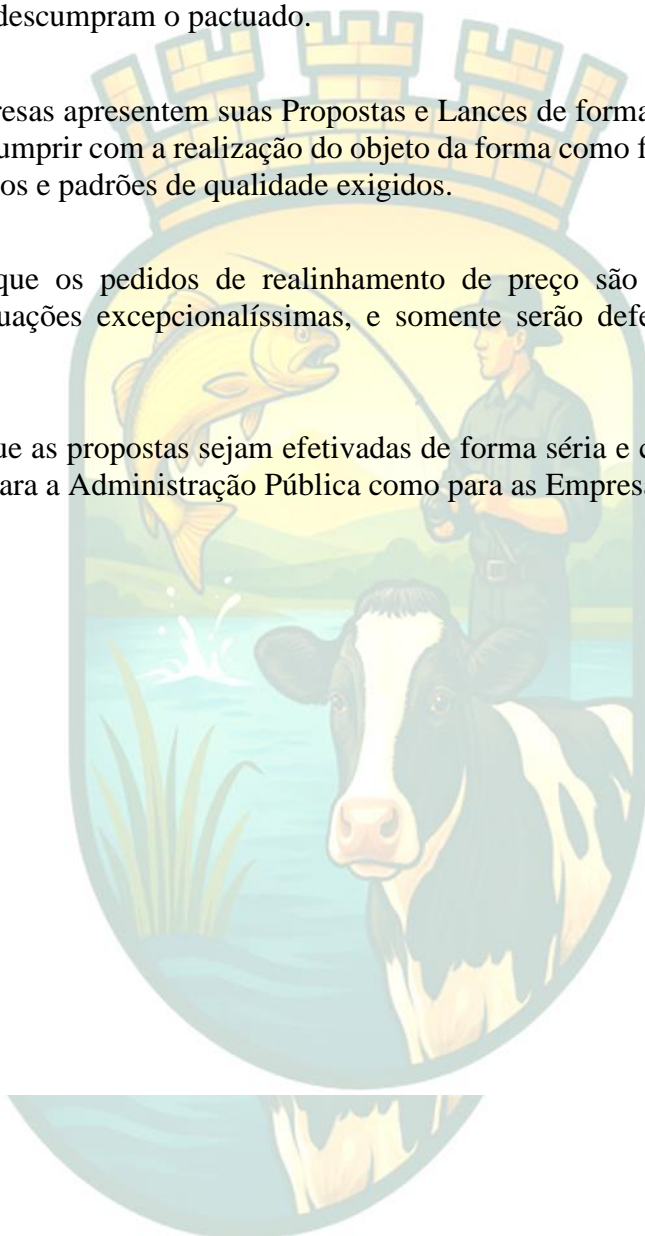 descumpram o pactuado.
resas apresentem suas Propostas e Lances de forma
umprir com a realização do objeto da forma como f
os e padrões de qualidade exigidos.
que os pedidos de realinhamento de preço são
uações excepcionalíssimas, e somente serão defe
ue as propostas sejam efetivadas de forma séria e c
ara a Administração Pública como para as Empresa